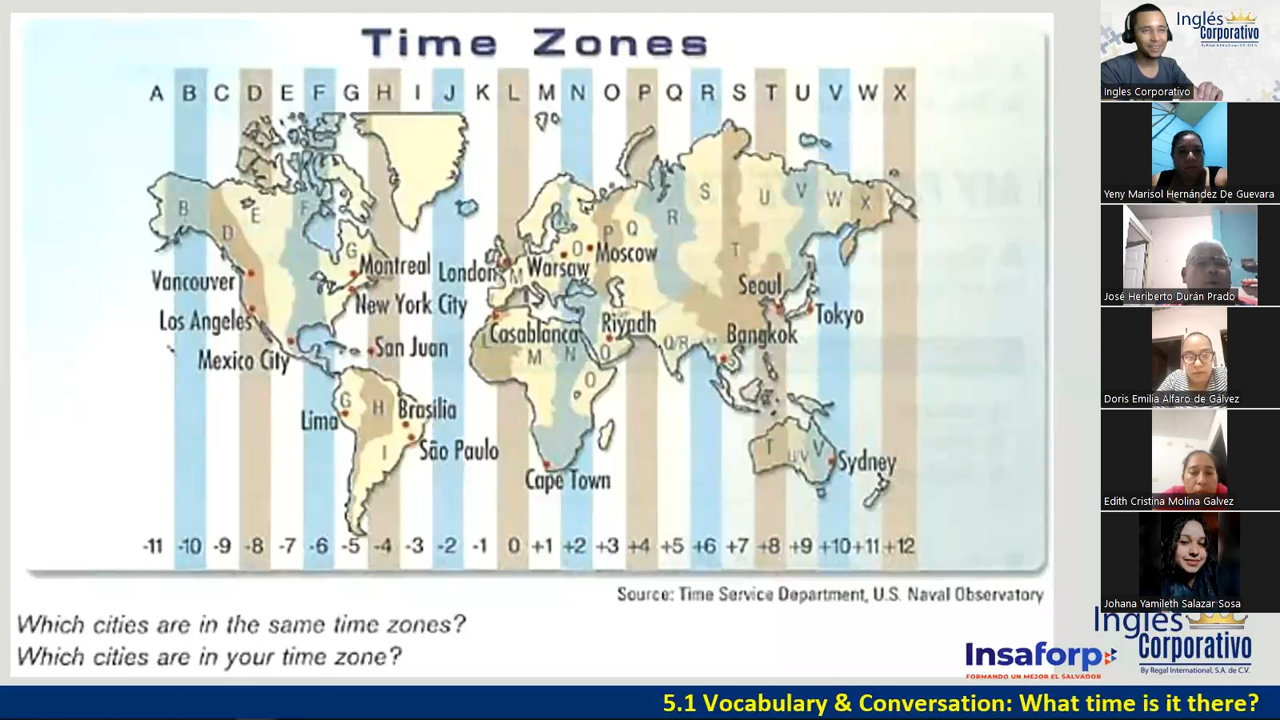 Time Zones
A B C D E F G H I J K L M N O P Q R S T U V W X
B D E F G
N O P Q R S T U V W X
Vancouver
Montreal
London
M
Warsaw
Moscow
Los Angeles
New York City
Casablanca
Riyadh
Seoul
Tokyo
Mexico City
San Juan
M N O
Q/R
Bangkok
Lima
G H I
Brasília
São Paulo
Cape Town
T UV V
Sydney
-11 -10 -9 -8 -7 -6 -5 -4 -3 -2 -1 0 +1 +2 +3 +4 +5 +6 +7 +8 +9 +10 +11 +12
Source: Time Service Department, U.S. Naval Observatory
Which cities are in the same time zones?
Which cities are in your time zone?
Insaforp
FORMANDO UN MEJOR EL SALVADOR
Inglés
Corporativo
By Regal International, S.A. de C.V.
5.1 Vocabulary & Conversation: What time is it there?
Inglés
Corporativo
Ingles Corporativo
Yeny Marisol Hernández De Guevara
José Heriberto Durán Prado
Doris Emilia Alfaro de Gálvez
Edith Cristina Molina Galvez
Johana Yamileth Salazar Sosa